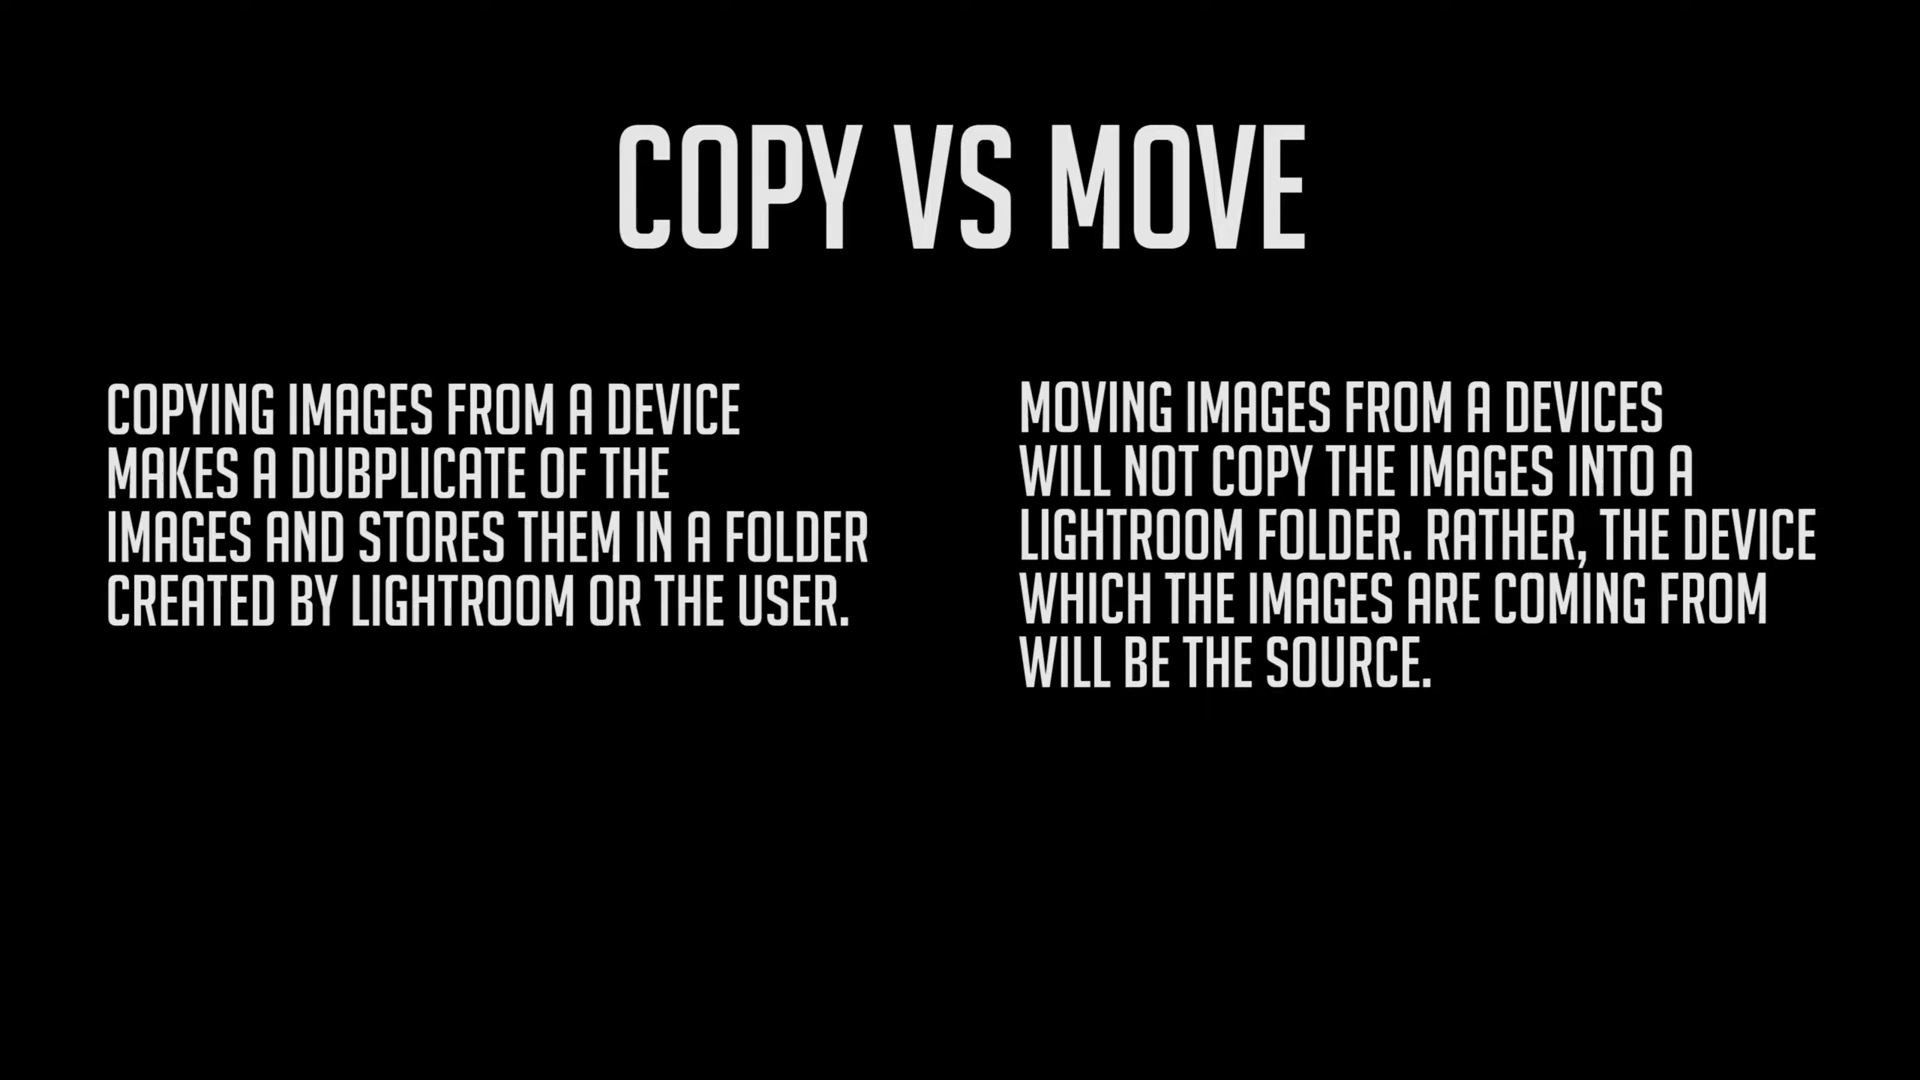 COPY VS MOVE
COPYING IMAGES FROM A DEVICE
MAKES A DUBPLICATE OF THE
IMAGES AND STORES THEM IN A FOLDER
CREATED BY LIGHTROOM OR THE USER.
MOVING IMAGES FROM A DEVICES
WILL NOT COPY THE IMAGES INTO A
LIGHTROOM FOLDER. RATHER, THE DEVICE
WHICH THE IMAGES ARE COMING FROM
WILL BE THE SOURCE.